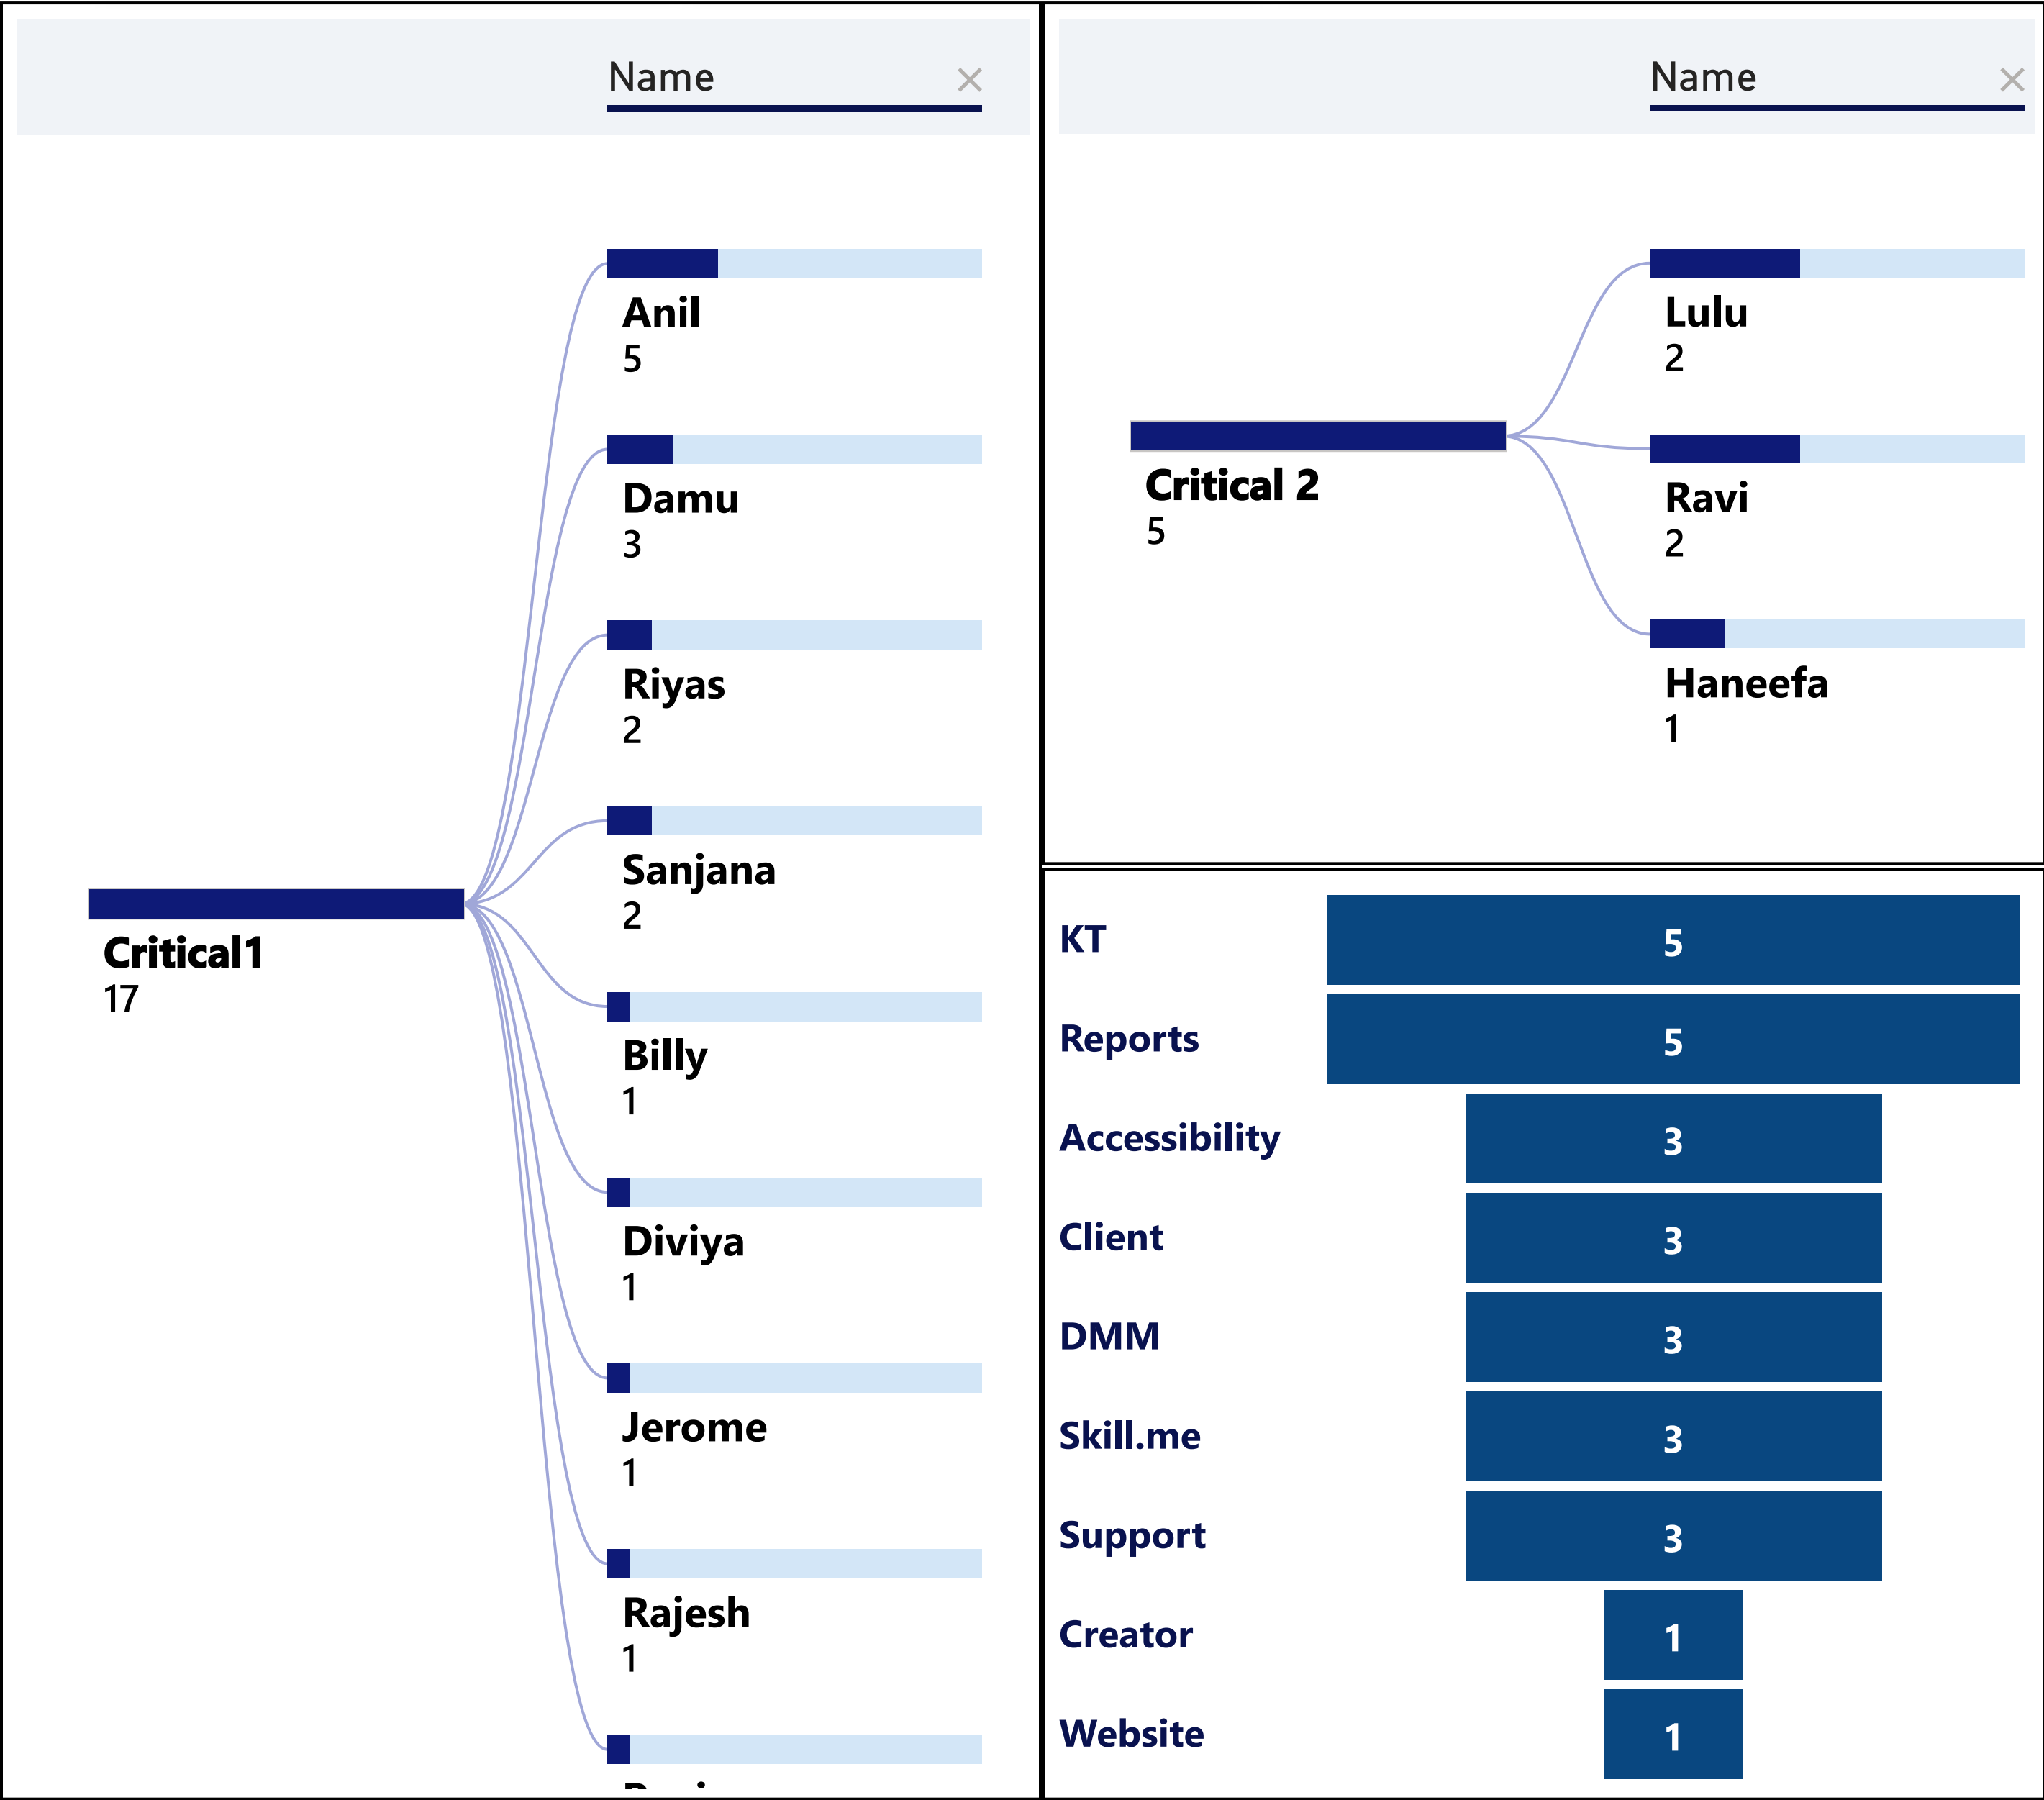 Name
Anil
5
Damu
3
Riyas
2
Sanjana
2
Critical1
17
Billy
1
Diviya
1
Jerome
1
Rajesh
1
Name
Lulu
2
Critical 2
5
Ravi
2
Haneefa
1
KT 5
Reports 5
Accessibility 3
Client 3
DMM 3
Skill.me 3
Support 3
Creator 1
Website 1